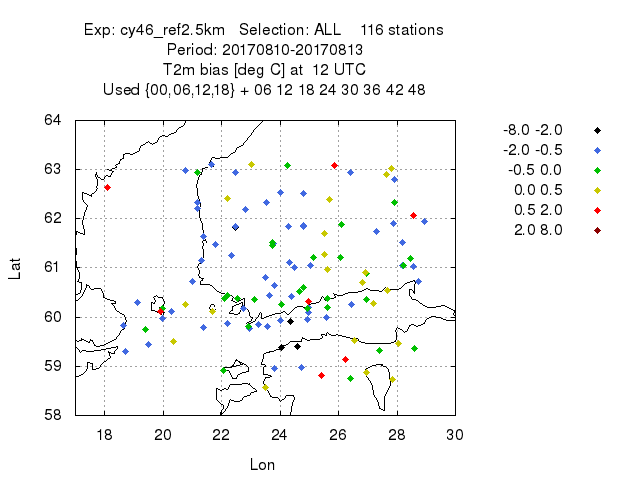 Exp: cy46_ref2.5km Selection: ALL 116 stations
Period: 20170810-20170813
T2m bias [deg C] at 12 UTC
Used {00,06,12,18} + 06 12 18 24 30 36 42 48
64
63
62
61
60
59
58
Lat
18 20 22 24 26 28 30
Lon
-8.0 -2.0
-2.0 -0.5
-0.5 0.0
0.0 0.5
0.5 2.0
2.0 8.0